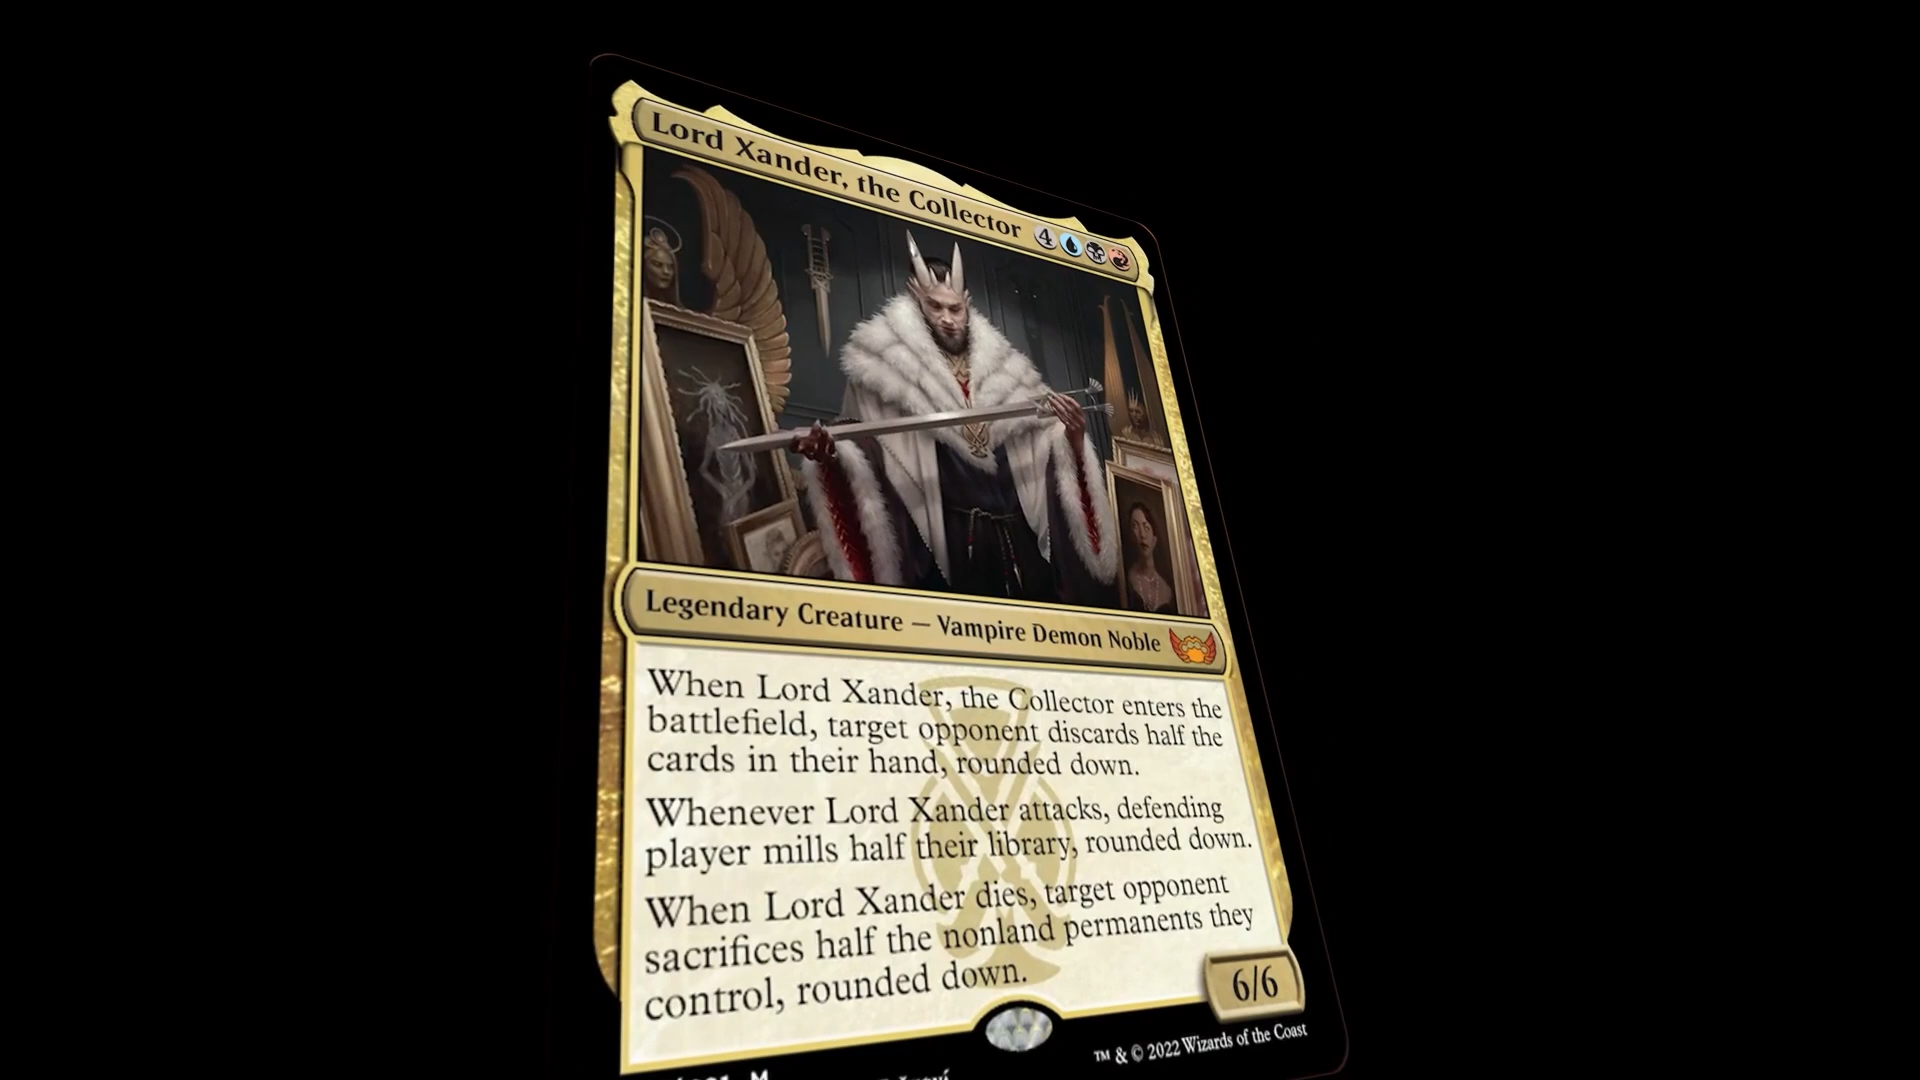 Lord Xander, the Collector
4
Legendary Creature — Vampire Demon Noble
When Lord Xander, the Collector enters the
battlefield, target opponent discards half the
cards in their hand, rounded down.
Whenever Lord Xander attacks, defending
player mills half their library, rounded down.
When Lord Xander dies, target opponent
sacrifices half the nonland permanents they
control, rounded down.
6/6
™ & © 2022 Wizards of the Coast
M